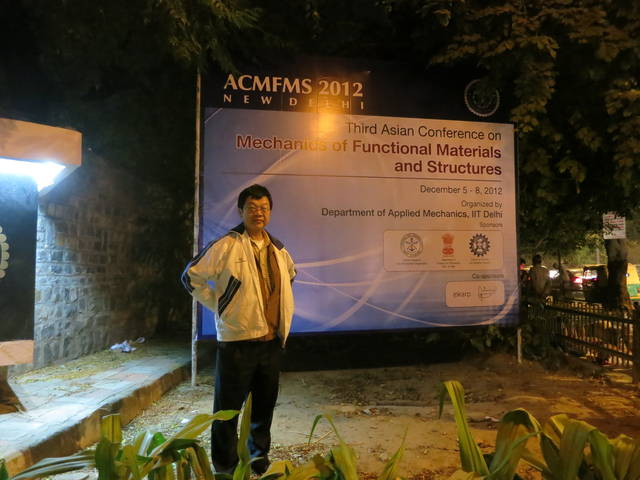 ACMFMS 2012
NEW DELHI
Third Asian Conference on
Mechanics of Functional Materials
and Structures
December 5 - 8, 2012
Organized by
Department of Applied Mechanics, IIT Delhi
Sponsors
Co-sponsors